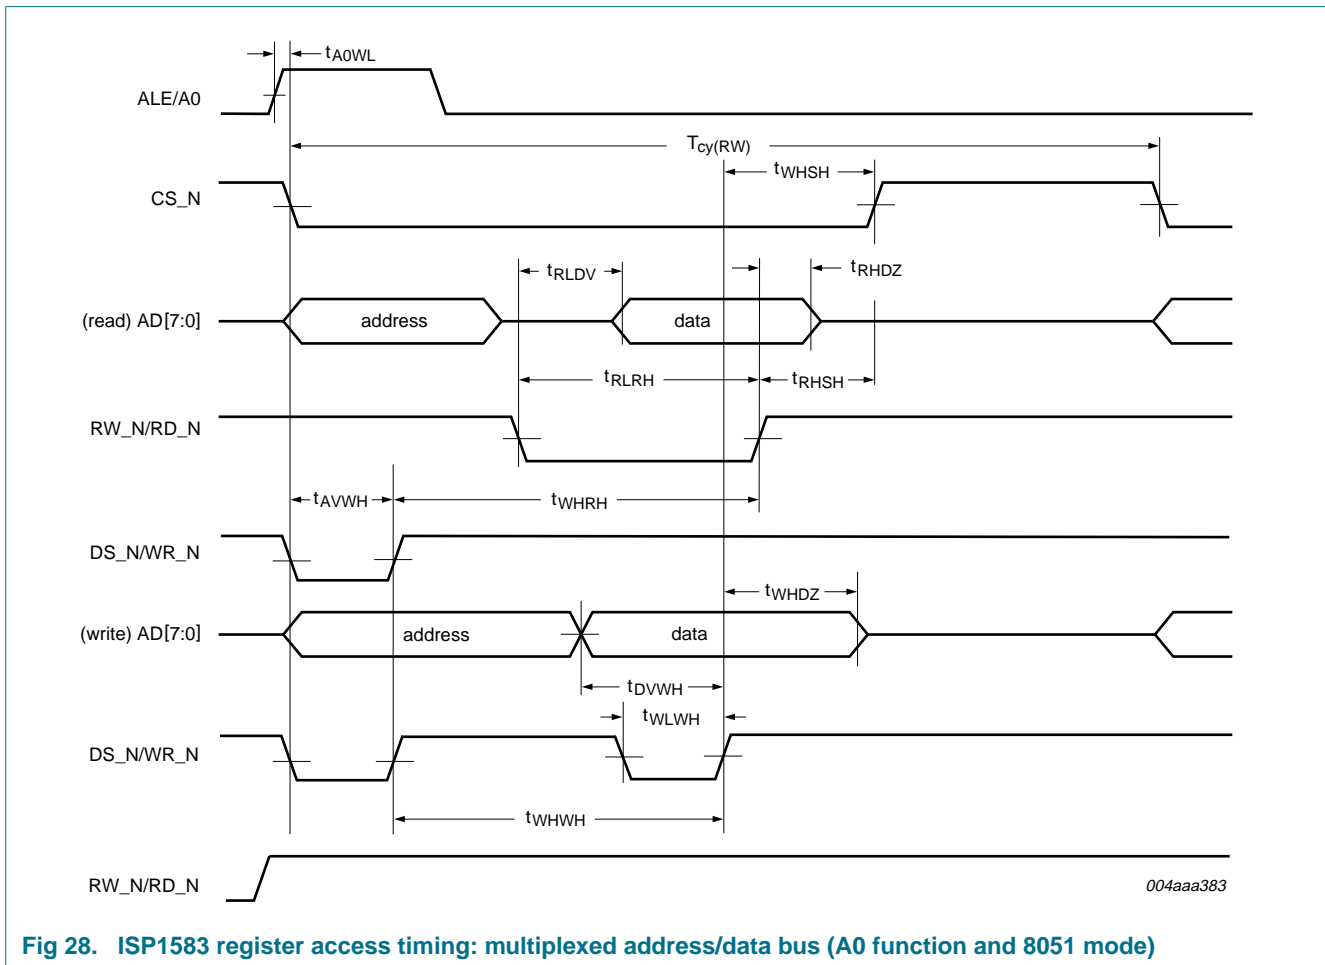 tA0WL
ALE/A0
Tcy(RW)
tWHSH
CS_N
tRLDV
tRHDZ
(read) AD[7:0]
address
data
tRLRH
tRHSH
RW_N/RD_N
tAVWH
tWHRH
DS_N/WR_N
tWHDZ
(write) AD[7:0]
address
data
tDVWH
tWLWH
DS_N/WR_N
tWHWH
RW_N/RD_N
004aaa383
Fig 28. ISP1583 register access timing: multiplexed address/data bus (A0 function and 8051 mode)